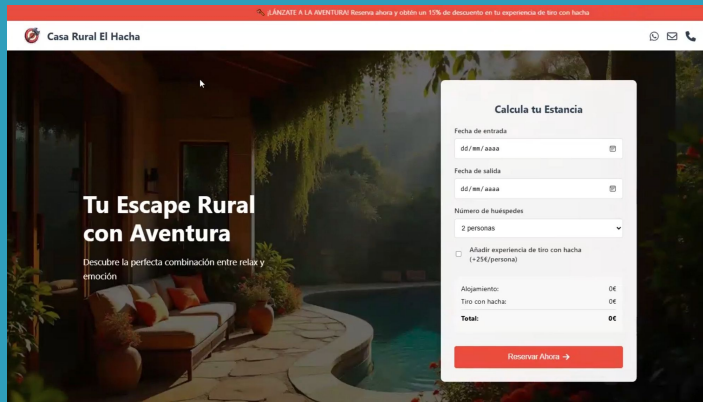 ¡LÁNZATE A LA AVENTURA! Reserva ahora y obtén un 15% de descuento en tu experiencia de tiro con hacha
Casa Rural El Hacha
Tu Escape Rural
con Aventura
Descubre la perfecta combinación entre relax y
emoción
Calcula tu Estancia
Fecha de entrada
dd/mm/aaaa
Fecha de salida
dd/mm/aaaa
Número de huéspedes
2 personas
Añadir experiencia de tiro con hacha
(+25€/persona)
Alojamiento: 0€
Tiro con hacha: 0€
Total: 0€
Reservar Ahora →